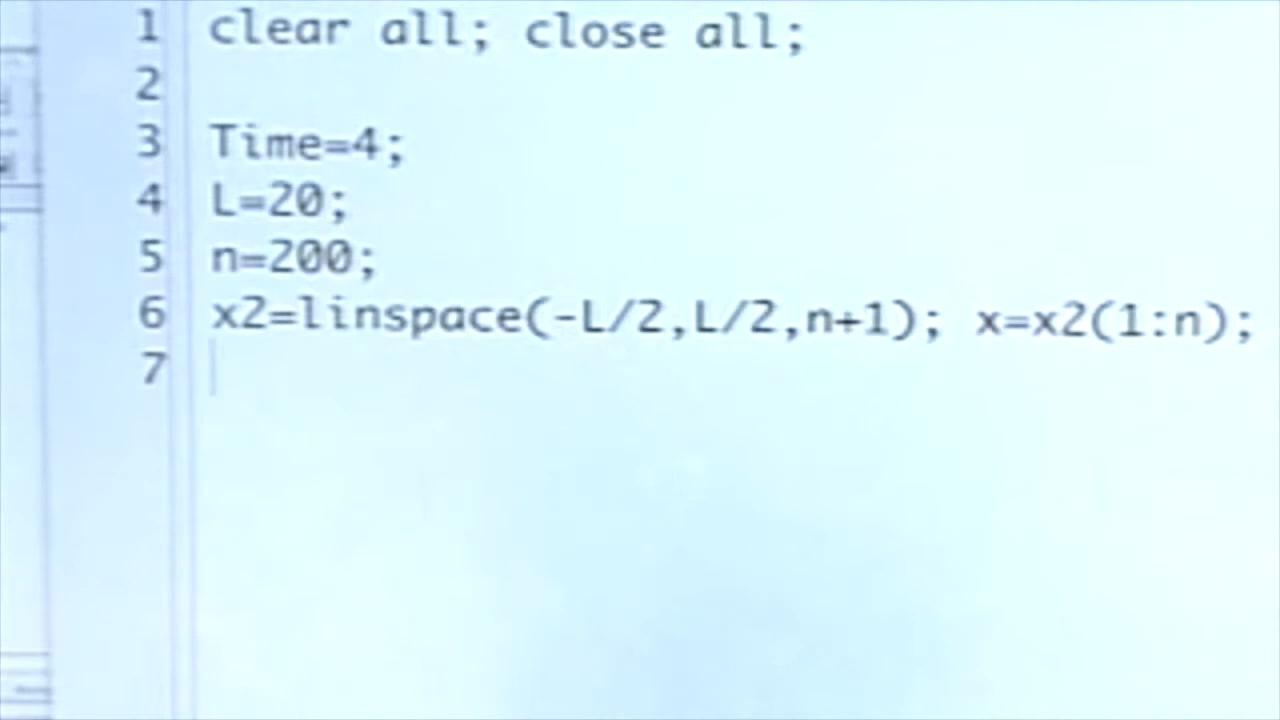 1 clear all; close all;
2
3 Time=4;
4 L=20;
5 n=200;
6 x2=linspace(-L/2,L/2,n+1); x=x2(1:n);
7